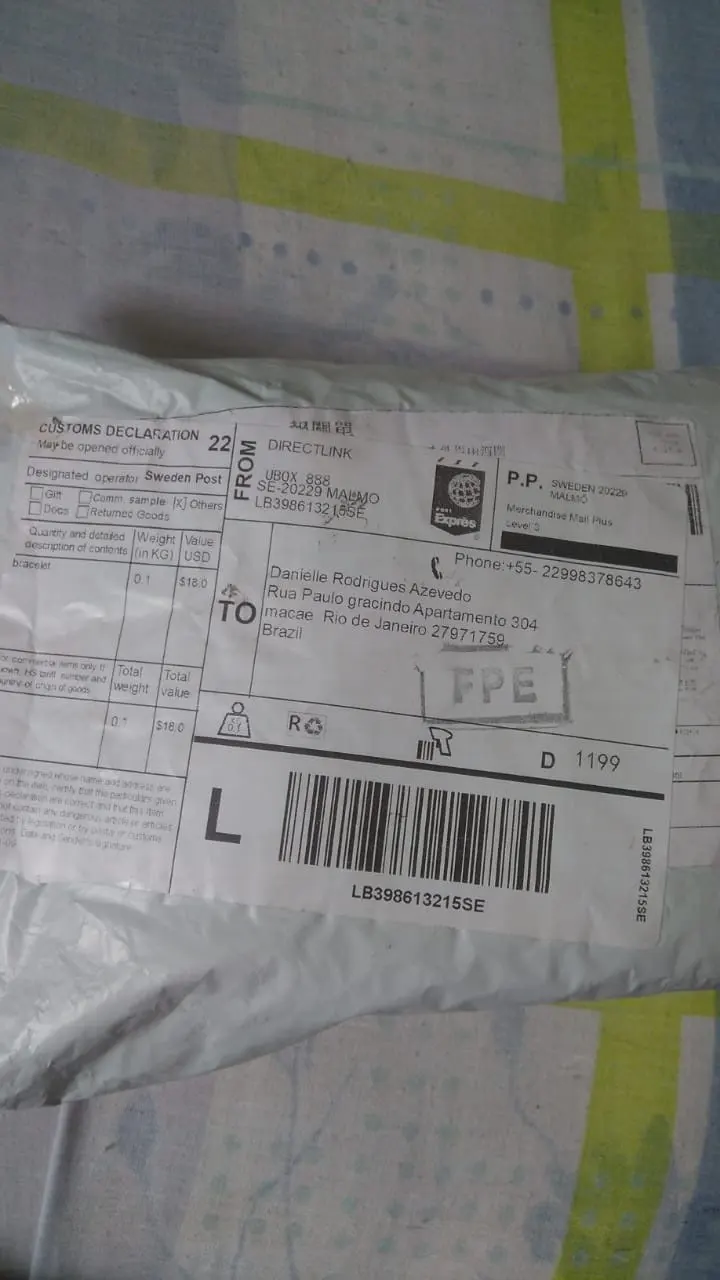 CUSTOMS DECLARATION 22
May be opened officially
Designated operator Sweden Post
Gift Comm. sample [X] Others
Docs Returned Goods
Quantity and detailed description of contents
Weight (in KG)
Value USD
bracelet
0.1
$18.0
Total weight
Total value
0.1
$18.0
FROM
DIRECTLINK
UBOX 888
SE-20229 MALMO
LB398613215SE
Exprès
P.P. SWEDEN 20229
MALMÖ
Merchandise Mail Plus
Level 3
Phone:+55- 22998378643
TO
Danielle Rodrigues Azevedo
Rua Paulo gracindo Apartamento 304
macae Rio de Janeiro 27971759
Brazil
FPE
KG
0.1
R
D 1199
L
LB398613215SE
LB398613215SE